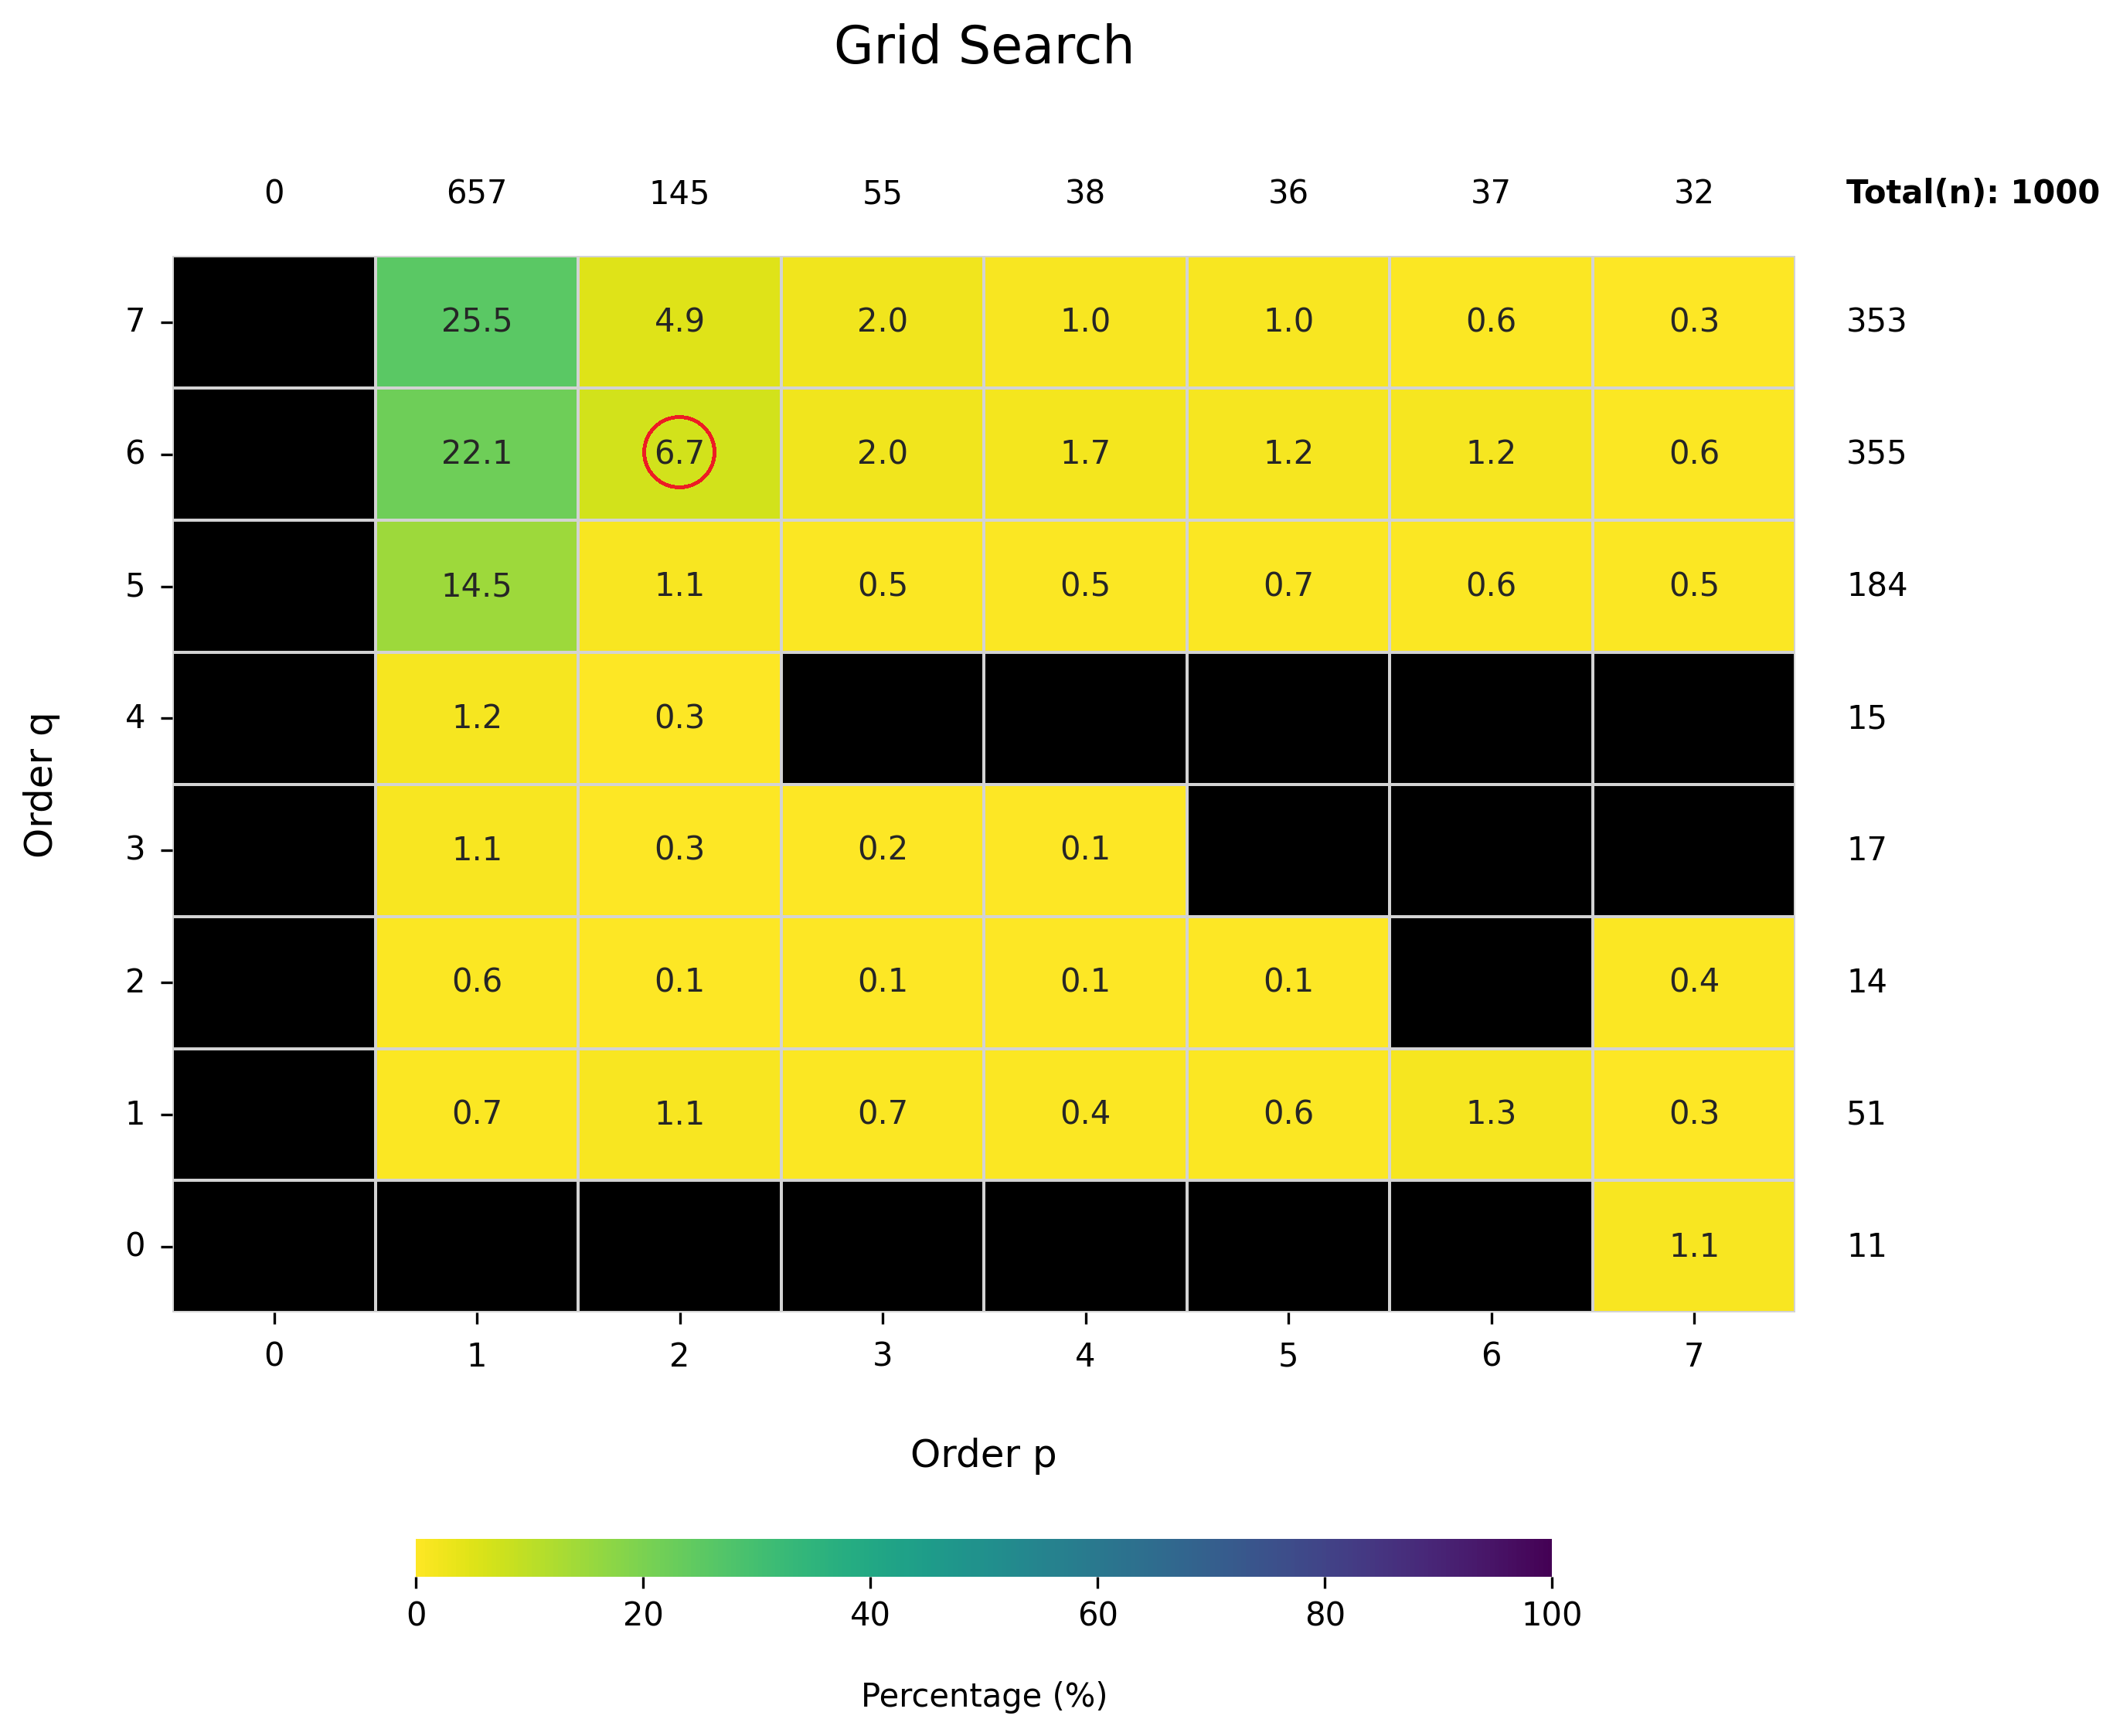 Grid Search
0 657 145 55 38 36 37 32 Total(n): 1000
7 25.5 4.9 2.0 1.0 1.0 0.6 0.3 353
6 22.1 6.7 2.0 1.7 1.2 1.2 0.6 355
5 14.5 1.1 0.5 0.5 0.7 0.6 0.5 184
4 1.2 0.3 15
3 1.1 0.3 0.2 0.1 17
2 0.6 0.1 0.1 0.1 0.1 0.4 14
1 0.7 1.1 0.7 0.4 0.6 1.3 0.3 51
0 1.1 11
Order q
0 1 2 3 4 5 6 7
Order p
0 20 40 60 80 100
Percentage (%)